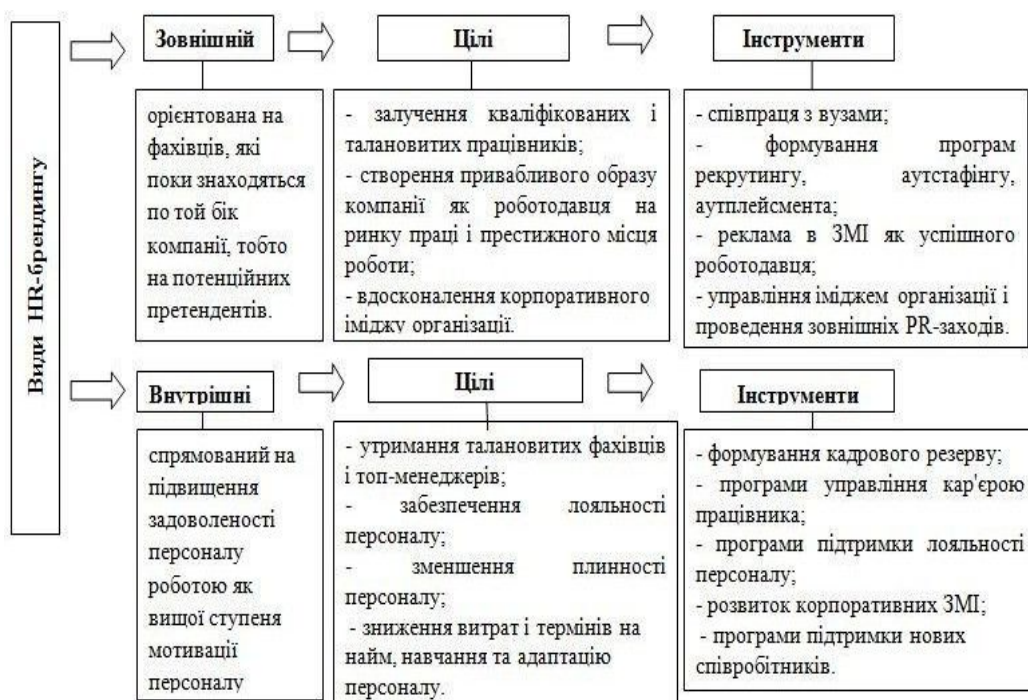 Види HR-брендингу
Зовнішній
орієнтована на
фахівців, які
поки знаходяться
по той бік
компанії, тобто
на потенційних
претендентів.
Цілі
- залучення кваліфікованих і
талановитих працівників;
- створення привабливого образу
компанії як роботодавця на
ринку праці і престижного місця
роботи;
- вдосконалення корпоративного
іміджу організації.
Інструменти
- співпраця з вузами;
- формування програм
рекрутингу, аутстафінгу,
аутплейсмента;
- реклама в ЗМІ як успішного
роботодавця;
- управління іміджем організації і
проведення зовнішніх PR-заходів.
Внутрішні
спрямований на
підвищення
задоволеності
персоналу
роботою як
вищої ступеня
мотивації
персоналу
Цілі
- утримання талановитих фахівців
і топ-менеджерів;
- забезпечення лояльності
персоналу;
- зменшення плинності
персоналу;
- зниження витрат і термінів на
найм, навчання та адаптацію
персоналу.
Інструменти
- формування кадрового резерву;
- програми управління кар'єрою
працівника;
- програми підтримки лояльності
персоналу;
- розвиток корпоративних ЗМІ;
- програми підтримки нових
співробітників.